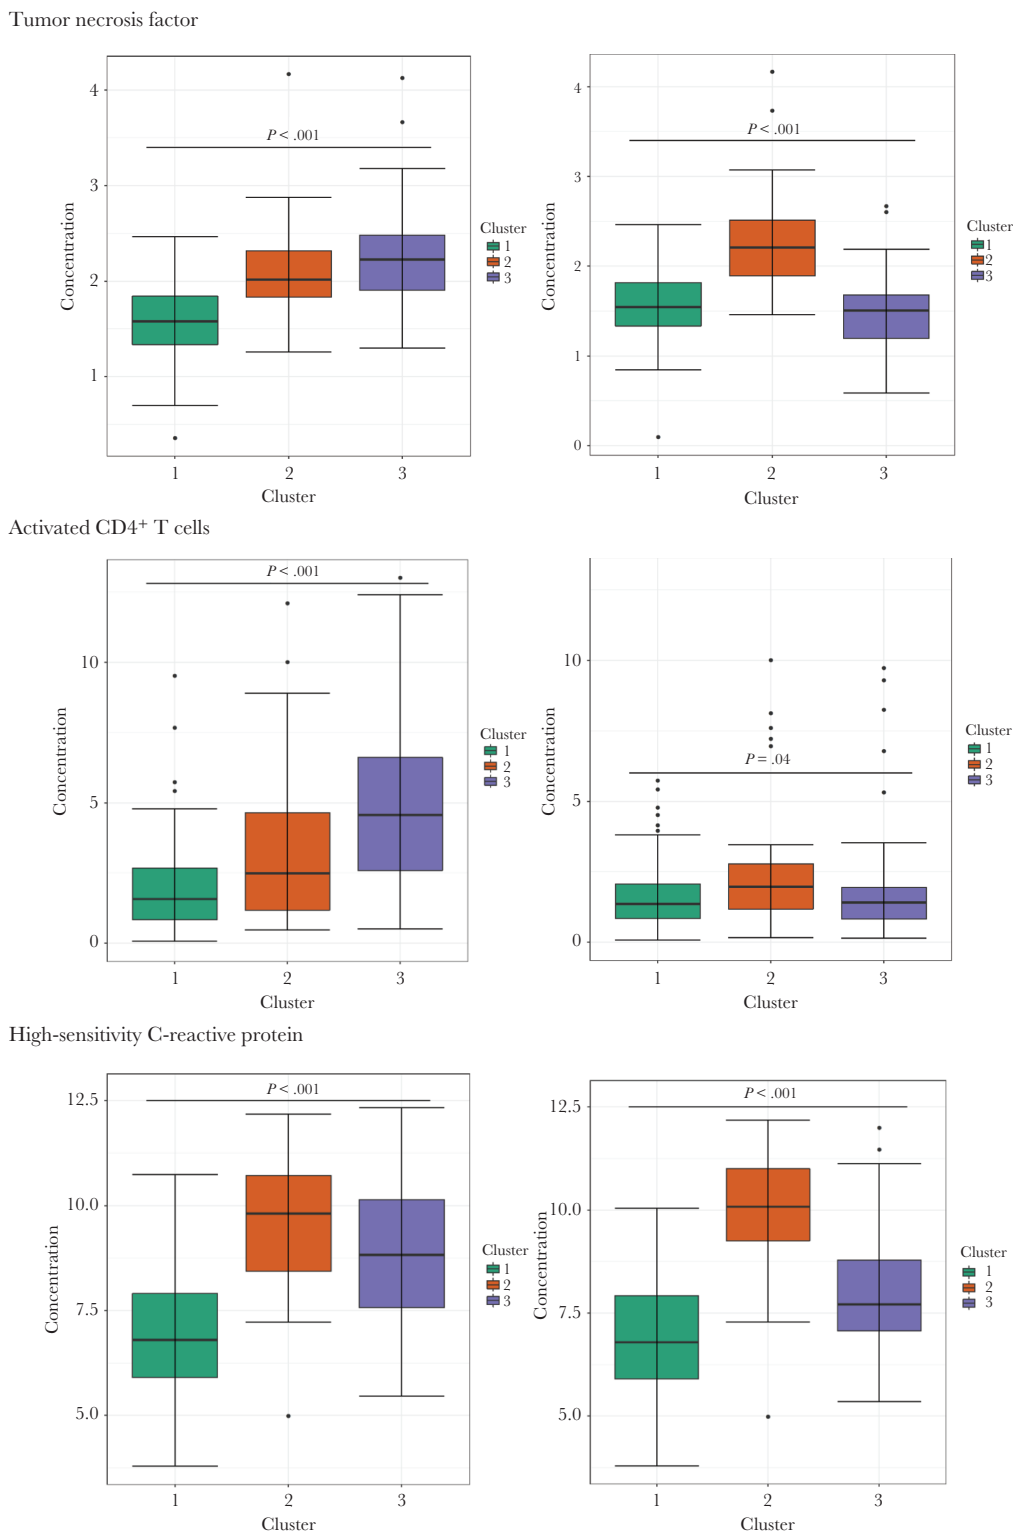 Tumor necrosis factor
4
3
2
1
Concentration
P < .001
1
2
3
Cluster
Cluster
1
2
3
4
3
2
1
0
Concentration
P < .001
1
2
3
Cluster
Cluster
1
2
3
Activated CD4⁺ T cells
10
5
0
Concentration
P < .001
1
2
3
Cluster
Cluster
1
2
3
10
5
0
Concentration
P = .04
1
2
3
Cluster
Cluster
1
2
3
High-sensitivity C-reactive protein
12.5
10.0
7.5
5.0
Concentration
P < .001
1
2
3
Cluster
Cluster
1
2
3
12.5
10.0
7.5
5.0
Concentration
P < .001
1
2
3
Cluster
Cluster
1
2
3